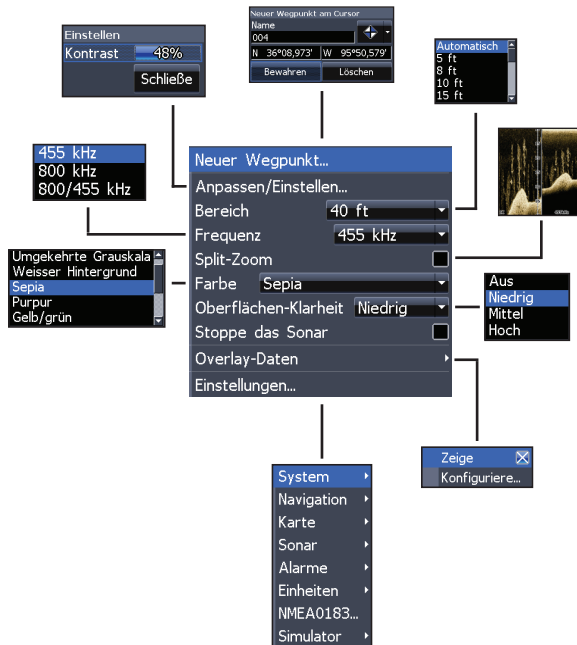 Neuer Wegpunkt am Cursor
Name
004
N 36°08,973' W 95°50,579'
Bewahren Löschen
Einstellen
Kontrast 48%
Schließe
Automatisch
5 ft
8 ft
10 ft
15 ft
455 kHz
800 kHz
800/455 kHz
Neuer Wegpunkt...
Anpassen/Einstellen...
Bereich 40 ft
Frequenz 455 kHz
Split-Zoom
Farbe Sepia
Oberflächen-Klarheit Niedrig
Stoppe das Sonar
Overlay-Daten
Einstellungen...
Umgekehrte Grauskala
Weisser Hintergrund
Sepia
Purpur
Gelb/grün
Aus
Niedrig
Mittel
Hoch
Zeige
Konfiguriere...
System
Navigation
Karte
Sonar
Alarme
Einheiten
NMEA0183...
Simulator